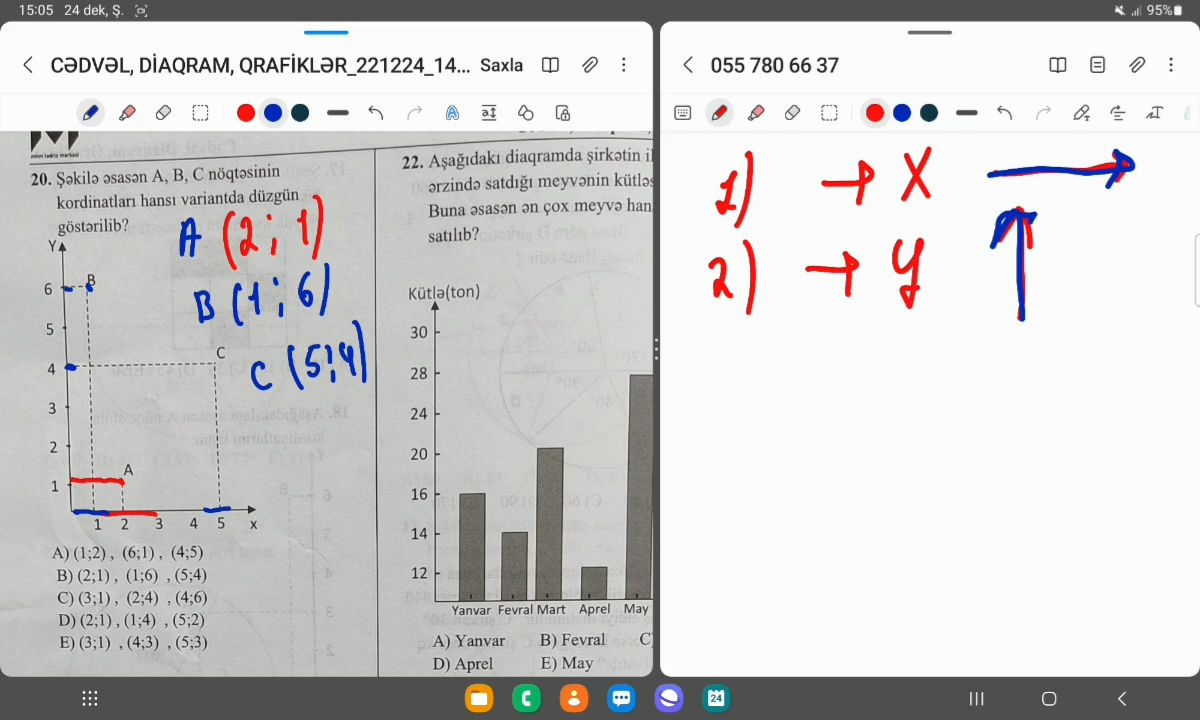 15:05 24 dek, Ş. 95%
CƏDVƏL, DİAQRAM, QRAFİKLƏR_221224_14... Saxla
055 780 66 37
20. Şəkilə əsasən A, B, C nöqtəsinin
kordinatları hansı variantda düzgün
göstərilib?
A (2; 1)
B (1; 6)
C (5; 4)
Y
6
B
5
4
C
3
2
A
1
1 2 3 4 5 x
A) (1;2) , (6;1) , (4;5)
B) (2;1) , (1;6) , (5;4)
C) (3;1) , (2;4) , (4;6)
D) (2;1) , (1;4) , (5;2)
E) (3;1) , (4;3) , (5;3)
22. Aşağıdakı diaqramda şirkətin
ərzində satdığı meyvənin
Buna əsasən ən çox meyvə
satılıb?
Kütlə(ton)
30
28
24
20
16
14
12
Yanvar Fevral Mart Aprel May
A) Yanvar B) Fevral C)
D) Aprel E) May
1) → X →
2) → Y ↑
24